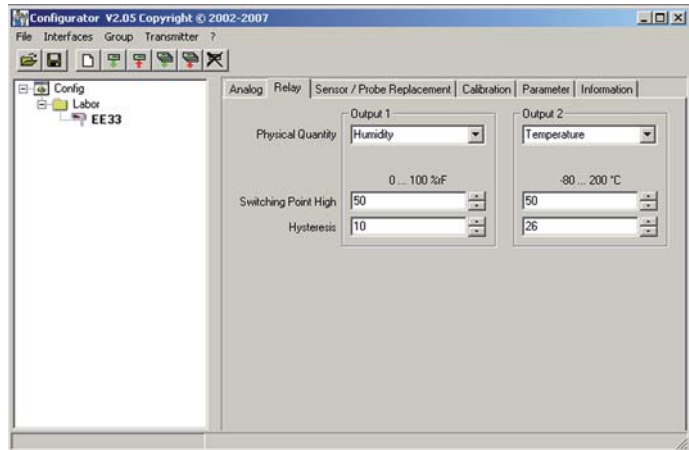 Configurator V2.05 Copyright © 2002-2007
File Interfaces Group Transmitter ?
Config
Labor
EE33
Analog Relay Sensor / Probe Replacement Calibration Parameter Information
Output 1 Output 2
Physical Quantity Humidity Temperature
0 ... 100 %rF -80 ... 200 °C
Switching Point High 50 50
Hysteresis 10 26